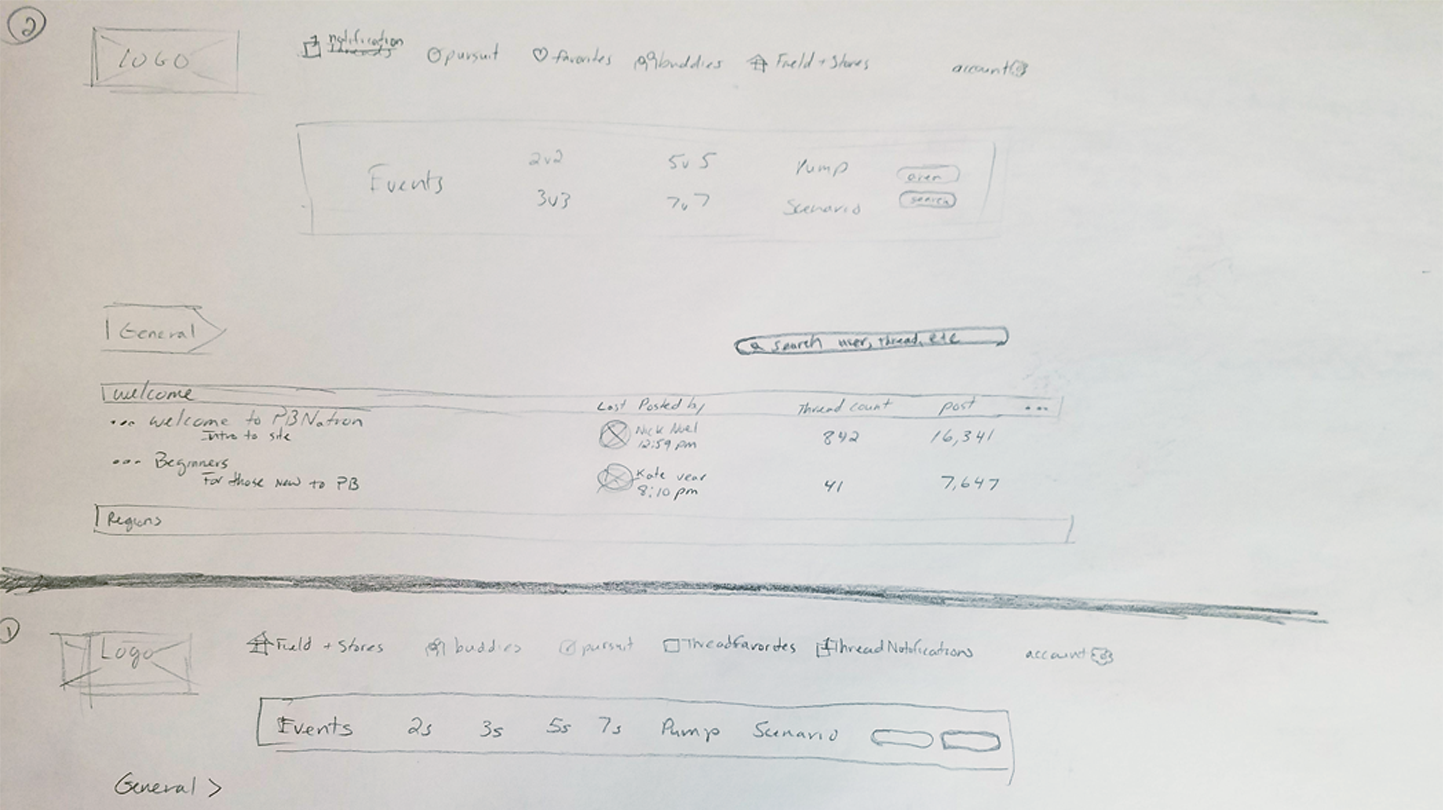 2
LOGO
notification
threads
pursuit
favorites
buddies
Field + Stores
account
Events
2v2
5v5
Pump
open
3v3
7v7
Scenario
search
General
search user, thread, etc
Welcome
Last Posted by
Thread count
post
...
... Welcome to PBNation
Intro to site
Nick Nuel
12:59 pm
842
16,341
... Beginners
For those New to PB
Kate vear
8:10 pm
41
7,647
Regions
1
Logo
Field + Stores
buddies
pursuit
Thread favorites
Thread Notifications
account
Events 2s 3s 5s 7s Pump Scenario
General >